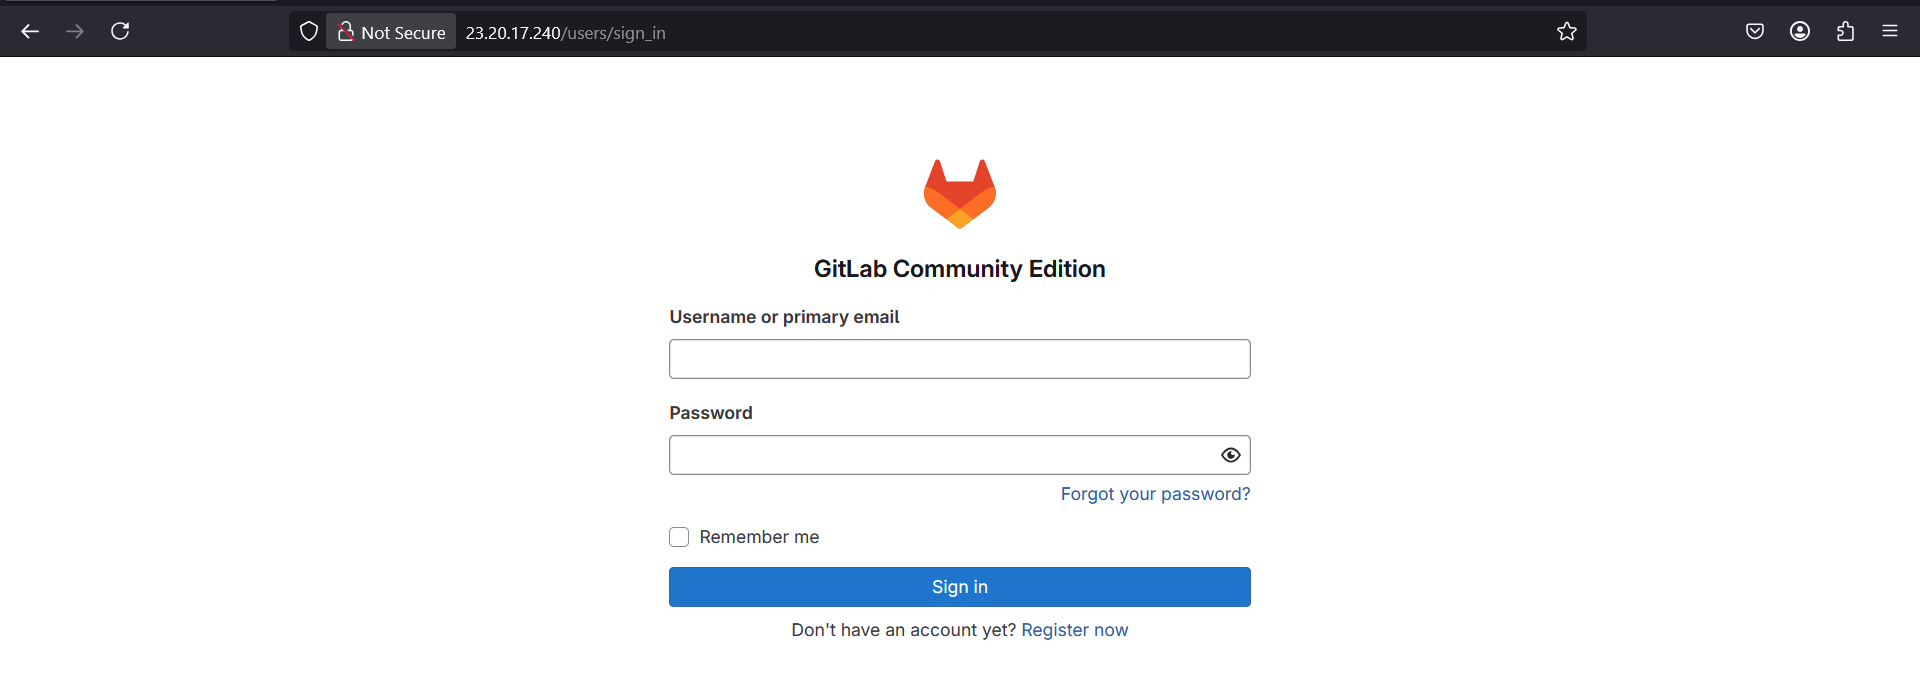 Not Secure 23.20.17.240/users/sign_in
GitLab Community Edition
Username or primary email
Password
Forgot your password?
Remember me
Sign in
Don't have an account yet? Register now